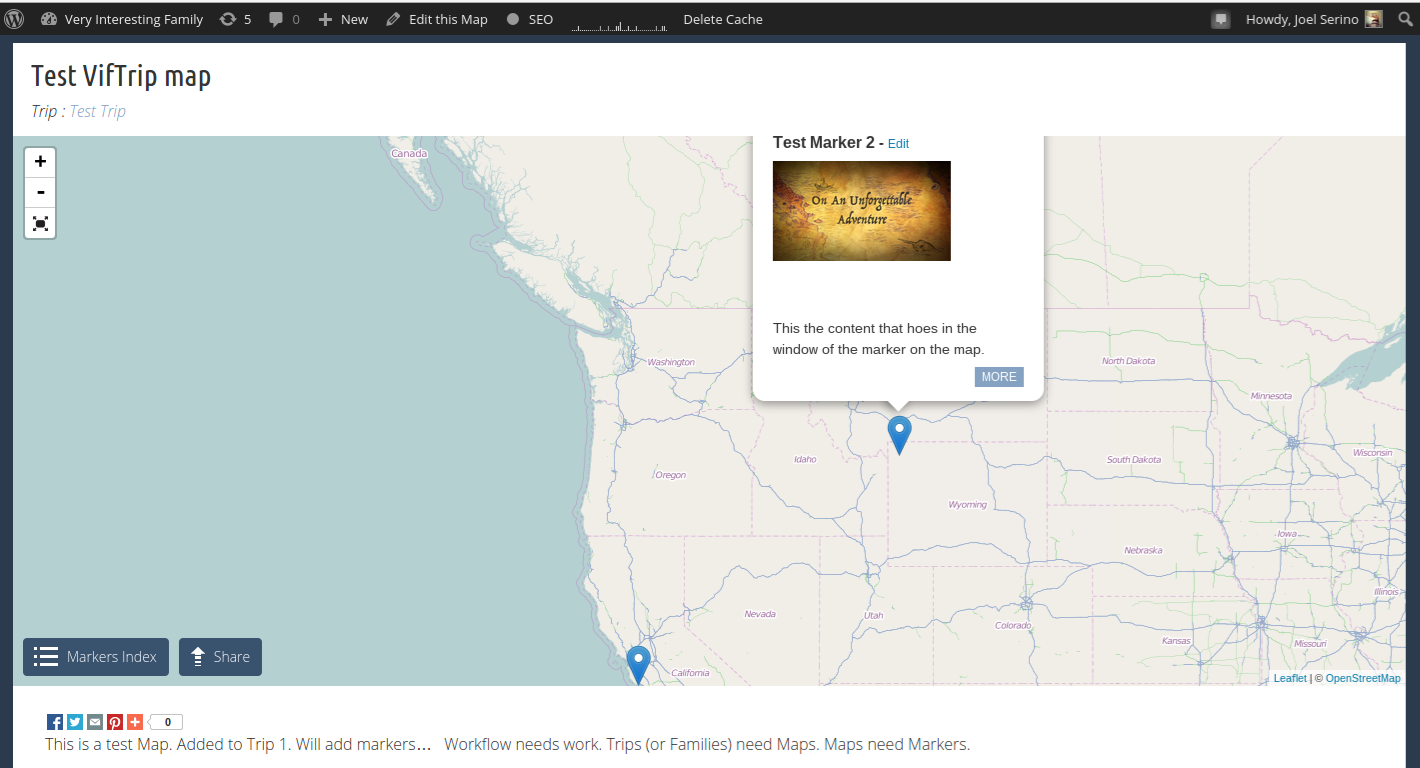 Very Interesting Family 5 0 New Edit this Map SEO Delete Cache Howdy, Joel Serino
Test VifTrip map
Trip : Test Trip
+
-
Canada
Test Marker 2 - Edit
On An Unforgettable
Adventure
This the content that hoes in the
window of the marker on the map.
MORE
Washington
North Dakota
Minnesota
Oregon
Idaho
South Dakota
Wisconsin
Wyoming
Iowa
Nebraska
Illinois
Nevada
Utah
Colorado
Kansas
Missouri
California
Markers Index
Share
Leaflet | © OpenStreetMap
0
This is a test Map. Added to Trip 1. Will add markers… Workflow needs work. Trips (or Families) need Maps. Maps need Markers.